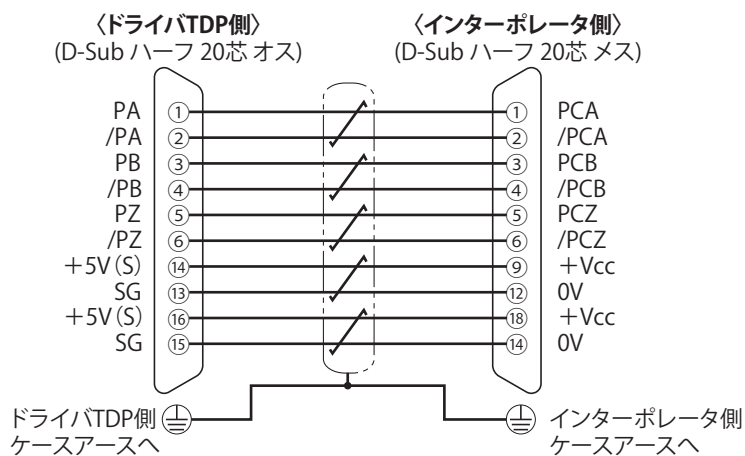 〈ドライバTDP側〉 〈インターポレータ側〉
(D-Sub ハーフ 20芯 オス) (D-Sub ハーフ 20芯 メス)
PA ① ① PCA
/PA ② ② /PCA
PB ③ ③ PCB
/PB ④ ④ /PCB
PZ ⑤ ⑤ PCZ
/PZ ⑥ ⑥ /PCZ
+5V(S) ⑭ ⑨ +Vcc
SG ⑬ ⑫ 0V
+5V(S) ⑯ ⑱ +Vcc
SG ⑮ ⑭ 0V
ドライバTDP側 インターポレータ側
ケースアースへ ケースアースへ